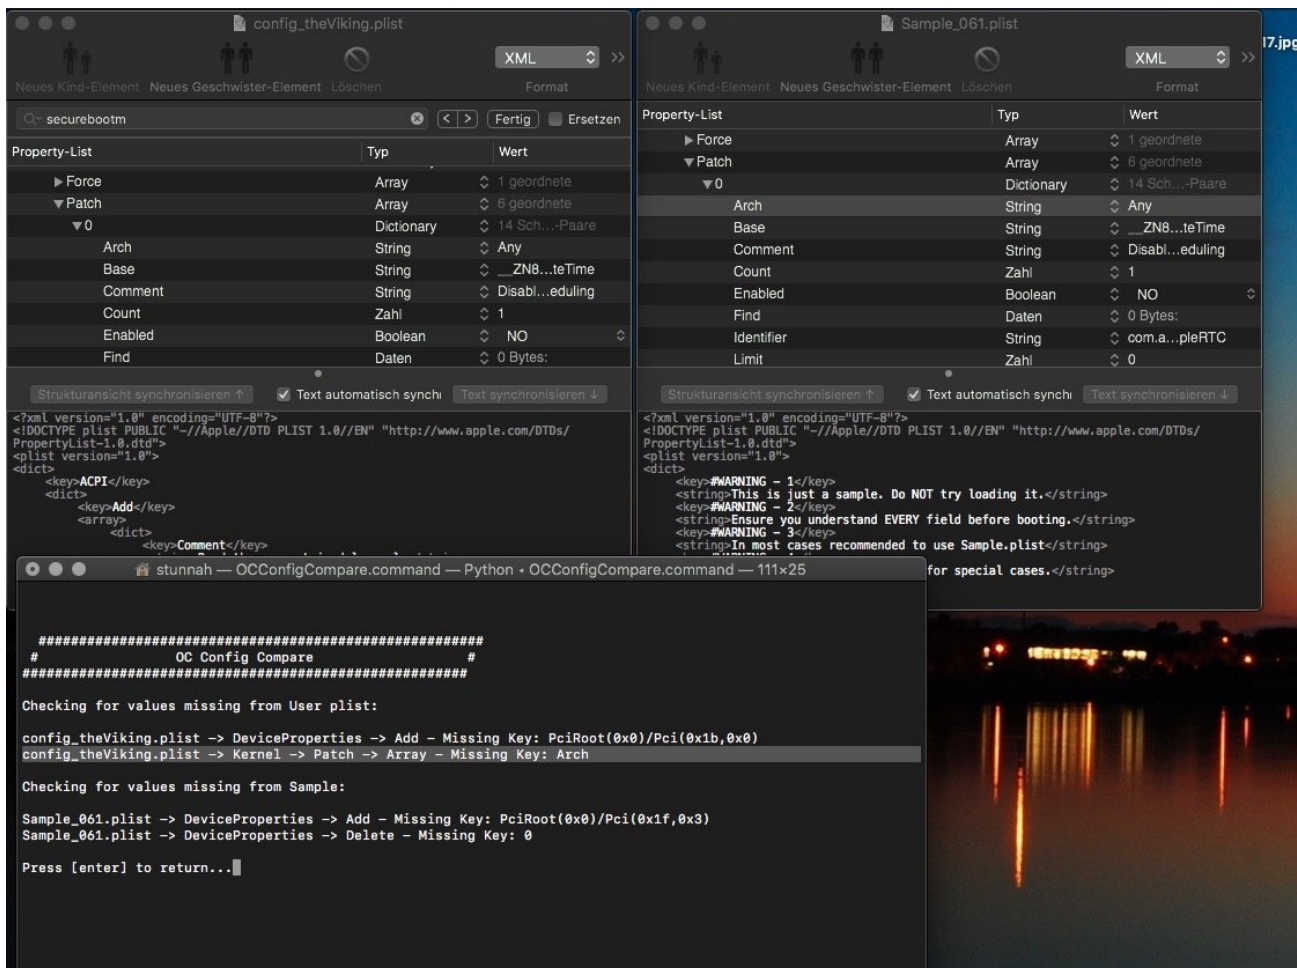 config_theViking.plist
Neues Kind-Element Neues Geschwister-Element Löschen
XML
Format
securebootm
Fertig
Ersetzen
Property-List Typ Wert
Force Array 1 geordnete
Patch Array 6 geordnete
0 Dictionary 14 Sch...-Paare
Arch String Any
Base String __ZN8...teTime
Comment String Disabl...eduling
Count Zahl 1
Enabled Boolean NO
Find Daten 0 Bytes:
Strukturansicht synchronisieren ↑ Text automatisch synchi Text synchronisieren ↓
<?xml version="1.0" encoding="UTF-8"?>
<!DOCTYPE plist PUBLIC "-//Apple//DTD PLIST 1.0//EN" "http://www.apple.com/DTDs/
PropertyList-1.0.dtd">
<plist version="1.0">
<dict>
<key>ACPI</key>
<dict>
<key>Add</key>
<array>
<dict>
<key>Comment</key>
Sample_061.plist
Neues Kind-Element Neues Geschwister-Element Löschen
XML
Format
Property-List Typ Wert
Force Array 1 geordnete
Patch Array 6 geordnete
0 Dictionary 14 Sch...-Paare
Arch String Any
Base String __ZN8...teTime
Comment String Disabl...eduling
Count Zahl 1
Enabled Boolean NO
Find Daten 0 Bytes:
Identifier String com.a...pleRTC
Limit Zahl 0
Strukturansicht synchronisieren ↑ Text automatisch synchi Text synchronisieren ↓
<?xml version="1.0" encoding="UTF-8"?>
<!DOCTYPE plist PUBLIC "-//Apple//DTD PLIST 1.0//EN" "http://www.apple.com/DTDs/
PropertyList-1.0.dtd">
<plist version="1.0">
<dict>
<key>#WARNING - 1</key>
<string>This is just a sample. Do NOT try loading it.</string>
<key>#WARNING - 2</key>
<string>Ensure you understand EVERY field before booting.</string>
<key>#WARNING - 3</key>
<string>In most cases recommended to use Sample.plist</string>
for special cases.</string>
17.jpg
stunnah — OCConfigCompare.command — Python ◂ OCConfigCompare.command — 111×25
#######################################################
# OC Config Compare #
#######################################################
Checking for values missing from User plist:
config_theViking.plist -> DeviceProperties -> Add - Missing Key: PciRoot(0x0)/Pci(0x1b,0x0)
config_theViking.plist -> Kernel -> Patch -> Array - Missing Key: Arch
Checking for values missing from Sample:
Sample_061.plist -> DeviceProperties -> Add - Missing Key: PciRoot(0x0)/Pci(0x1f,0x3)
Sample_061.plist -> DeviceProperties -> Delete - Missing Key: 0
Press [enter] to return...